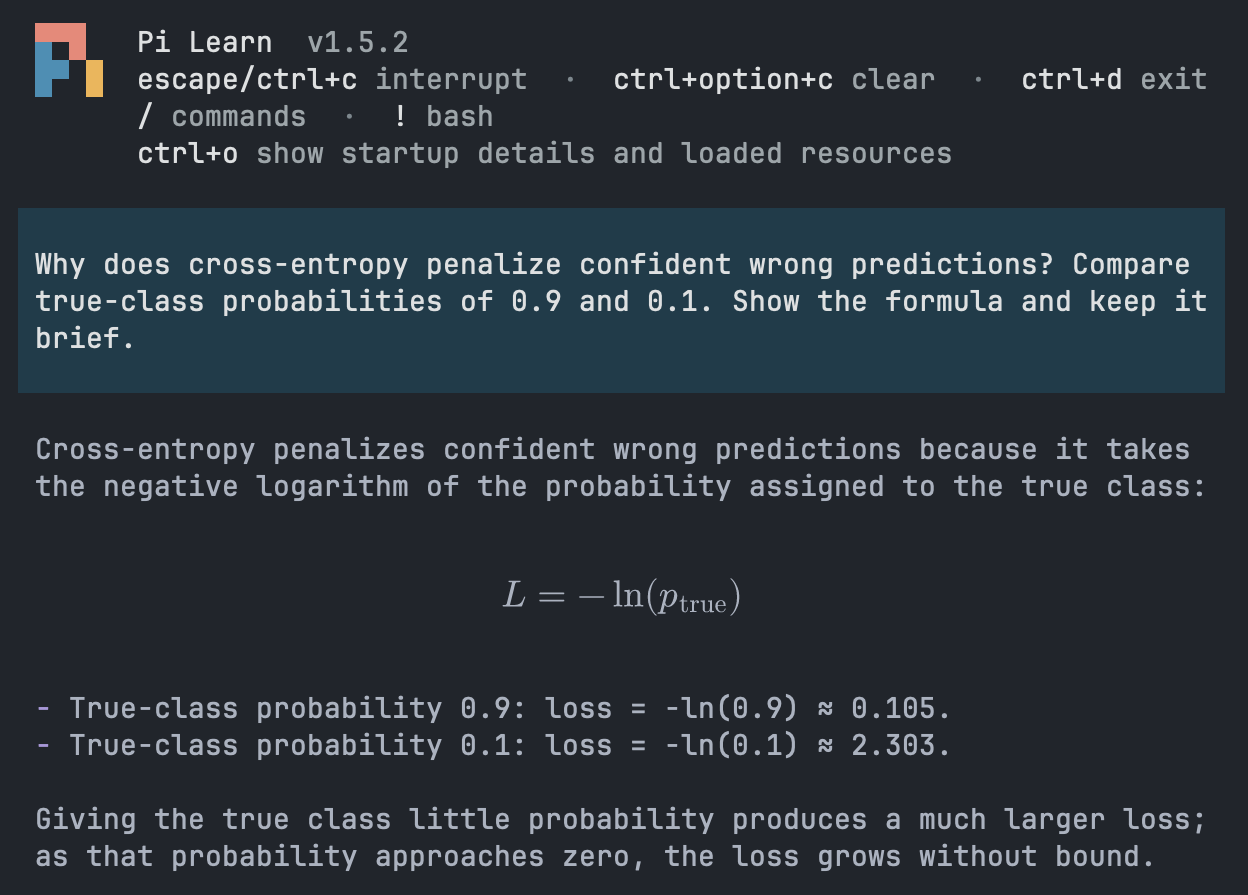 Pi Learn v1.5.2
escape/ctrl+c interrupt · ctrl+option+c clear · ctrl+d exit
/ commands · ! bash
ctrl+o show startup details and loaded resources
Why does cross-entropy penalize confident wrong predictions? Compare
true-class probabilities of 0.9 and 0.1. Show the formula and keep it
brief.
Cross-entropy penalizes confident wrong predictions because it takes
the negative logarithm of the probability assigned to the true class:
L = − ln(p_true)
- True-class probability 0.9: loss = -ln(0.9) ≈ 0.105.
- True-class probability 0.1: loss = -ln(0.1) ≈ 2.303.
Giving the true class little probability produces a much larger loss;
as that probability approaches zero, the loss grows without bound.